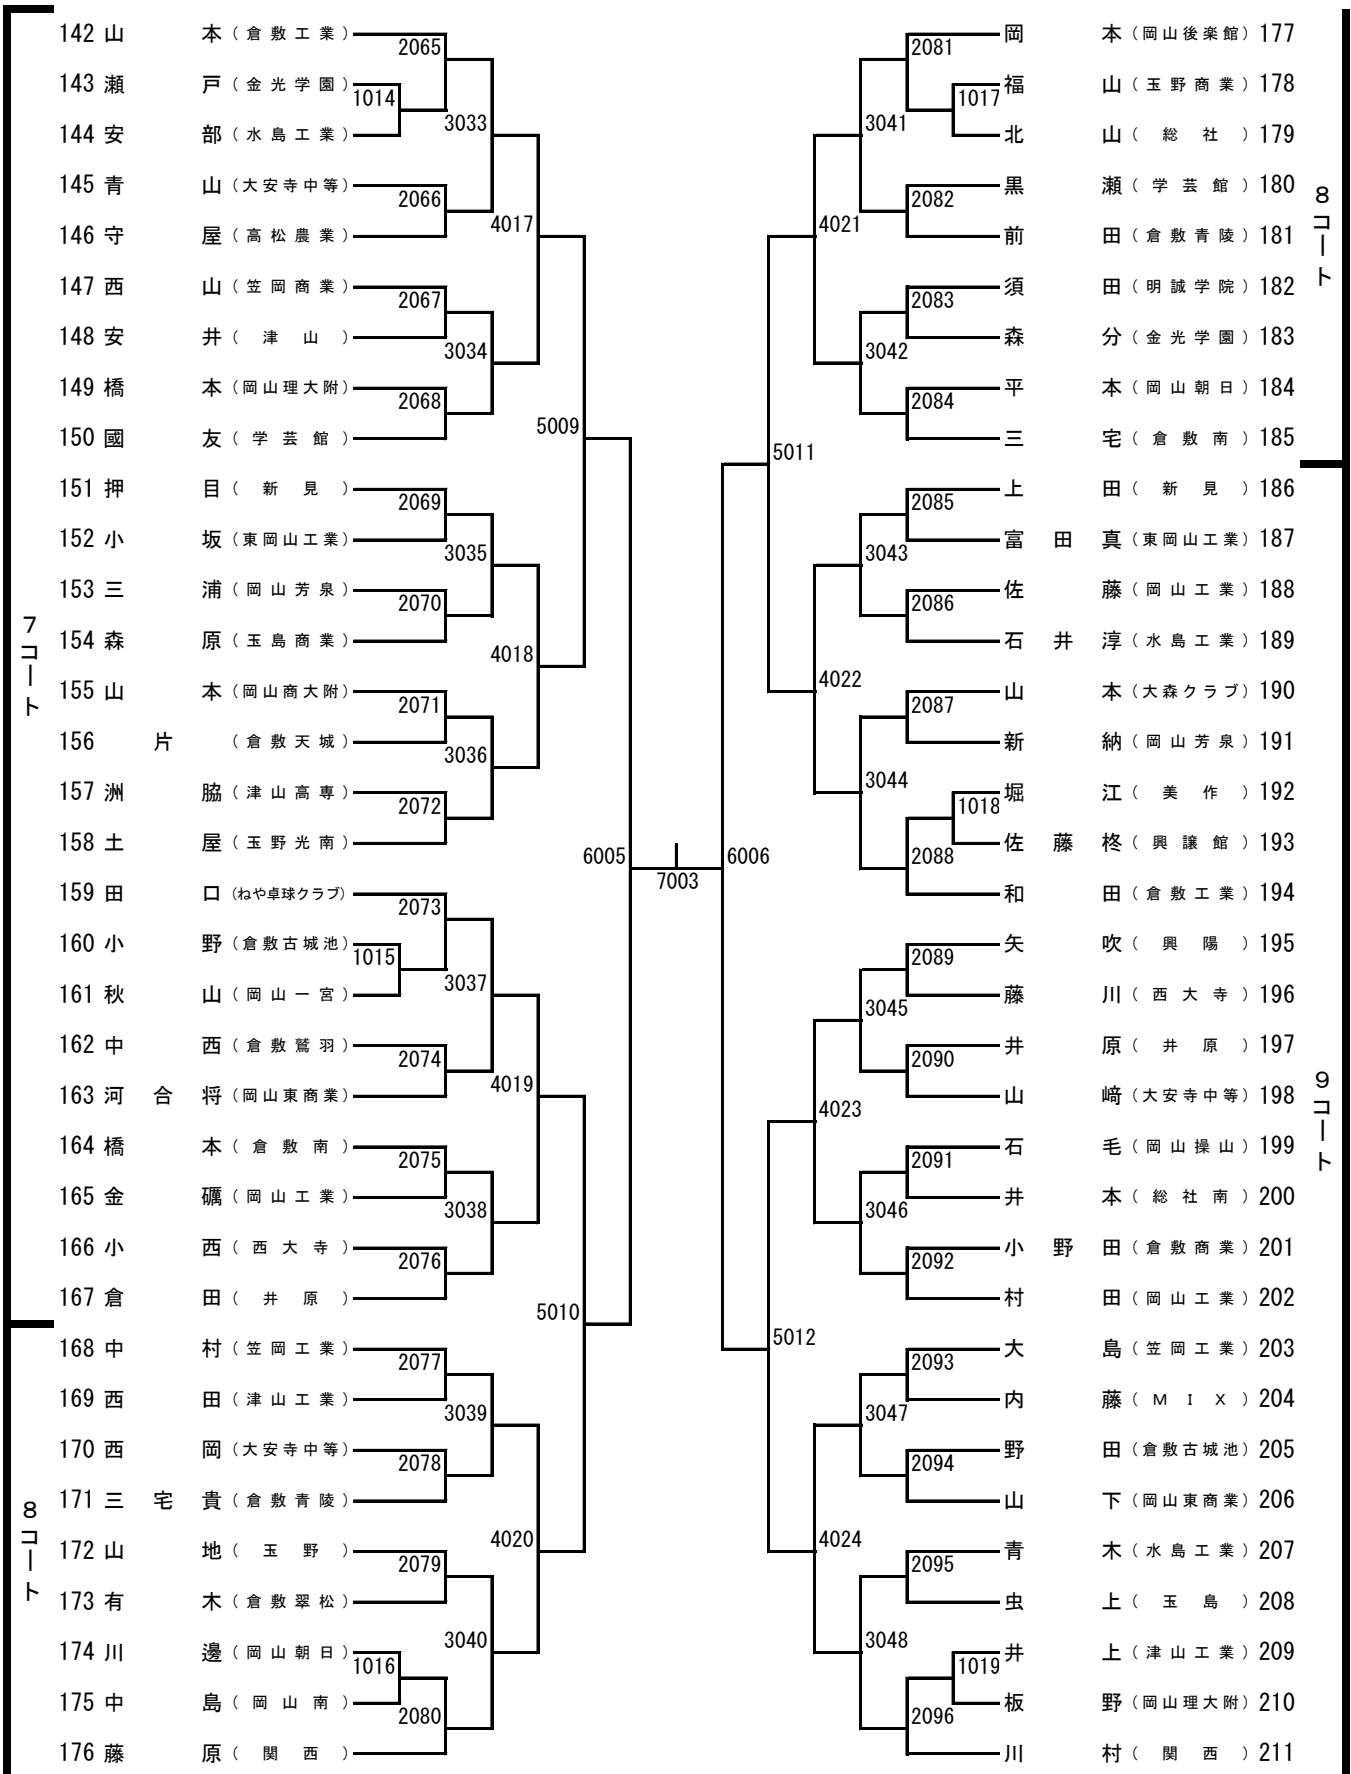 142 山本 (倉敷工業)
143 瀬戸 (金光学園)
144 安部 (水島工業)
145 青山 (大安寺中等)
146 守屋 (高松農業)
147 西山 (笠岡商業)
148 安井 (津山)
149 橋本 (岡山理大附)
150 國友 (学芸館)
151 押目 (新見)
152 小坂 (東岡山工業)
153 三浦 (岡山芳泉)
154 森原 (玉島商業)
155 山本 (岡山商大附)
156 片 (倉敷天城)
157 洲脇 (津山高専)
158 土屋 (玉野光南)
159 田口 (ねや卓球クラブ)
160 小野 (倉敷古城池)
161 秋山 (岡山一宮)
162 中西 (倉敷鷲羽)
163 河合将 (岡山東商業)
164 橋本 (倉敷南)
165 金礪 (岡山工業)
166 小西 (西大寺)
167 倉田 (井原)
168 中村 (笠岡工業)
169 西田 (津山工業)
170 西岡 (大安寺中等)
171 三宅貴 (倉敷青陵)
172 山地 (玉野)
173 有木 (倉敷翠松)
174 川邊 (岡山朝日)
175 中島 (岡山南)
176 藤原 (関西)
7コート
8コート
1014
1015
1016
2065
2066
2067
2068
2069
2070
2071
2072
2073
2074
2075
2076
2077
2078
2079
2080
3033
3034
3035
3036
3037
3038
3039
3040
4017
4018
4019
4020
5009
5010
6005
7003
6006
5011
5012
4021
4022
4023
4024
3041
3042
3043
3044
3045
3046
3047
3048
2081
2082
2083
2084
2085
2086
2087
2088
2089
2090
2091
2092
2093
2094
2095
2096
1017
1018
1019
岡本 (岡山後楽館) 177
福山 (玉野商業) 178
北山 (総社) 179
黒瀬 (学芸館) 180
前田 (倉敷青陵) 181
須田 (明誠学院) 182
森分 (金光学園) 183
平本 (岡山朝日) 184
三宅 (倉敷南) 185
上田 (新見) 186
富田真 (東岡山工業) 187
佐藤 (岡山工業) 188
石井淳 (水島工業) 189
山本 (大森クラブ) 190
新納 (岡山芳泉) 191
堀江 (美作) 192
佐藤柊 (興譲館) 193
和田 (倉敷工業) 194
矢吹 (興陽) 195
藤川 (西大寺) 196
井原 (井原) 197
山﨑 (大安寺中等) 198
石毛 (岡山操山) 199
井本 (総社南) 200
小野田 (倉敷商業) 201
村田 (岡山工業) 202
大島 (笠岡工業) 203
内藤 (MIX) 204
野田 (倉敷古城池) 205
山下 (岡山東商業) 206
青木 (水島工業) 207
虫上 (玉島) 208
井上 (津山工業) 209
板野 (岡山理大附) 210
川村 (関西) 211
8コート
9コート